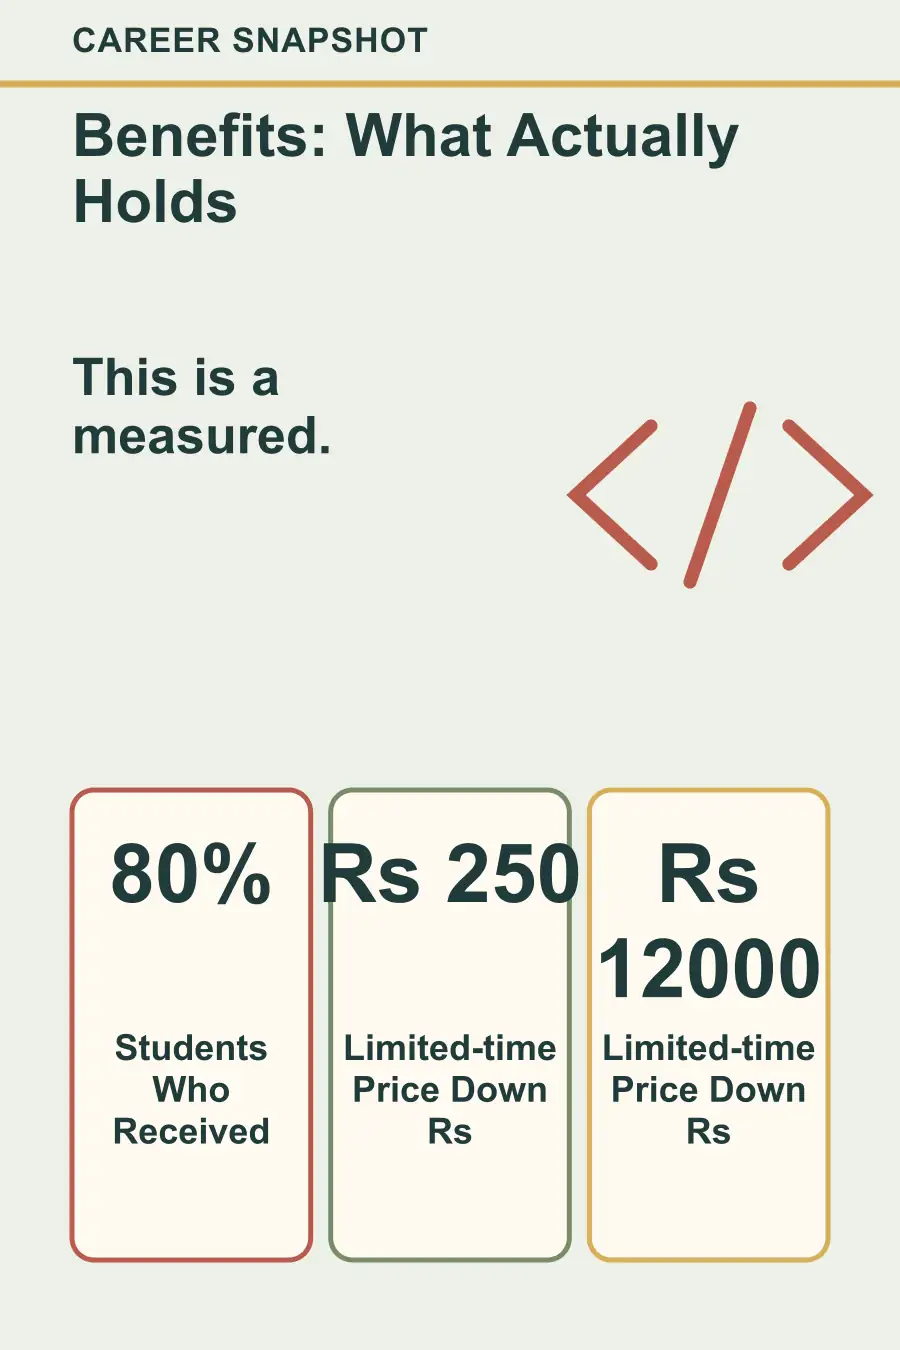 CAREER SNAPSHOT
Benefits: What Actually
Holds
This is a
measured.
80%
Students
Who
Received
Rs 250
Limited-time
Price Down
Rs
Rs
12000
Limited-time
Price Down
Rs